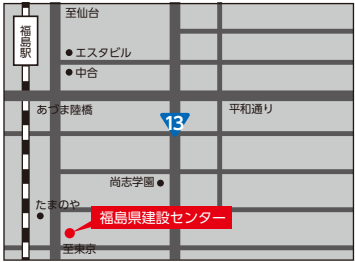 至仙台
福島駅
エスタビル
中合
あづま陸橋
平和通り
13
尚志学園
たまのや
福島県建設センター
至東京